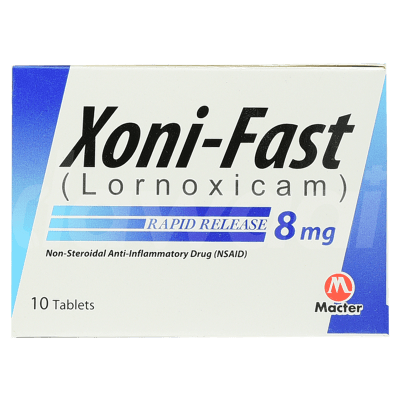 Xoni-Fast
(Lornoxicam)
RAPID RELEASE 8 mg
Non-Steroidal Anti-Inflammatory Drug (NSAID)
10 Tablets
Macter